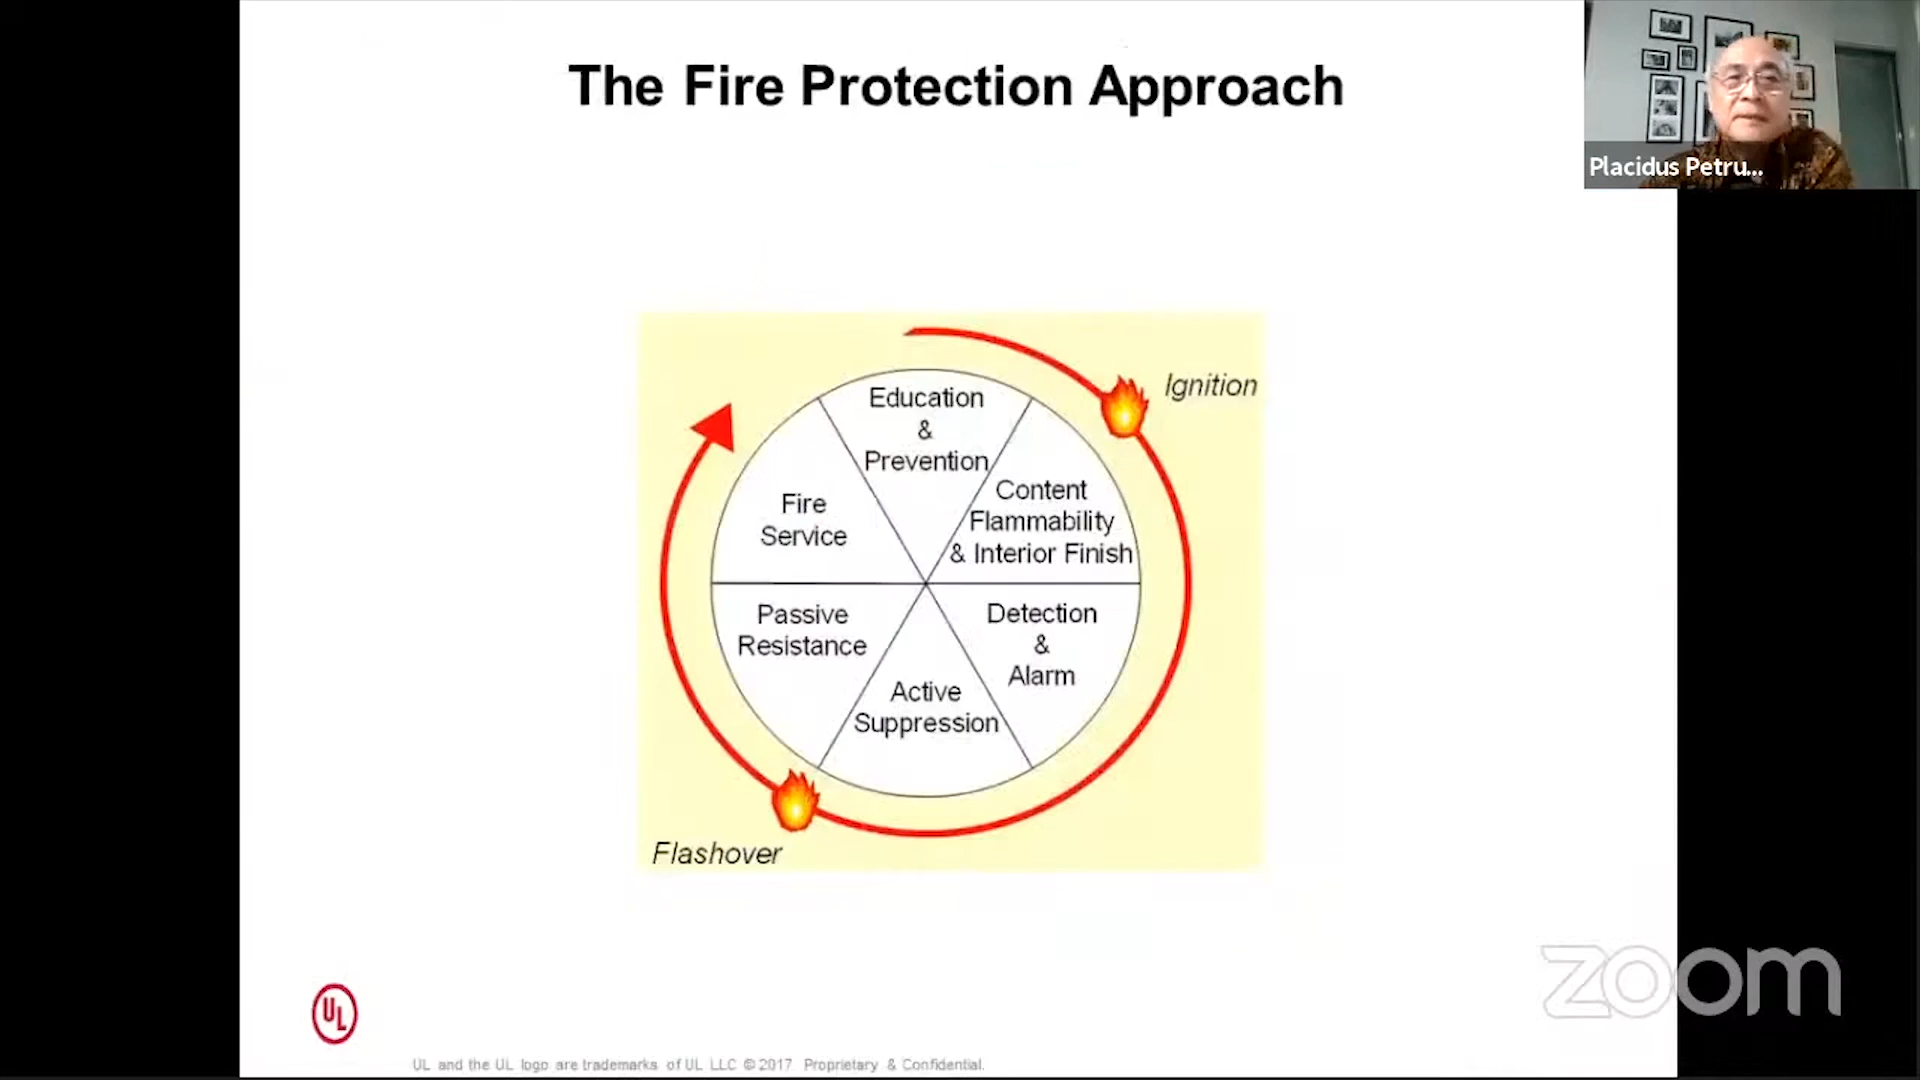 The Fire Protection Approach
Placidus Petru...
Ignition
Education
&
Prevention
Content
Flammability
& Interior Finish
Fire
Service
Detection
&
Alarm
Passive
Resistance
Active
Suppression
Flashover
UL
zoom
UL and the UL logo are trademarks of UL LLC © 2017 Proprietary & Confidential.